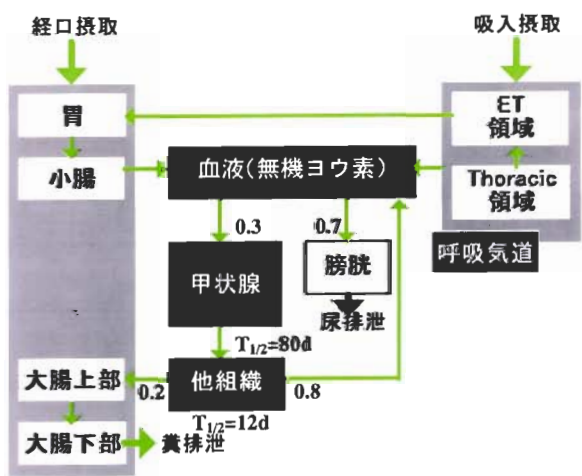 経口摂取
吸入摂取
胃
ET
領域
小腸
血液(無機ヨウ素)
Thoracic
領域
0.3
0.7
呼吸気道
甲状腺
膀胱
尿排泄
T1/2=80d
大腸上部
0.2
他組織
0.8
T1/2=12d
大腸下部
糞排泄